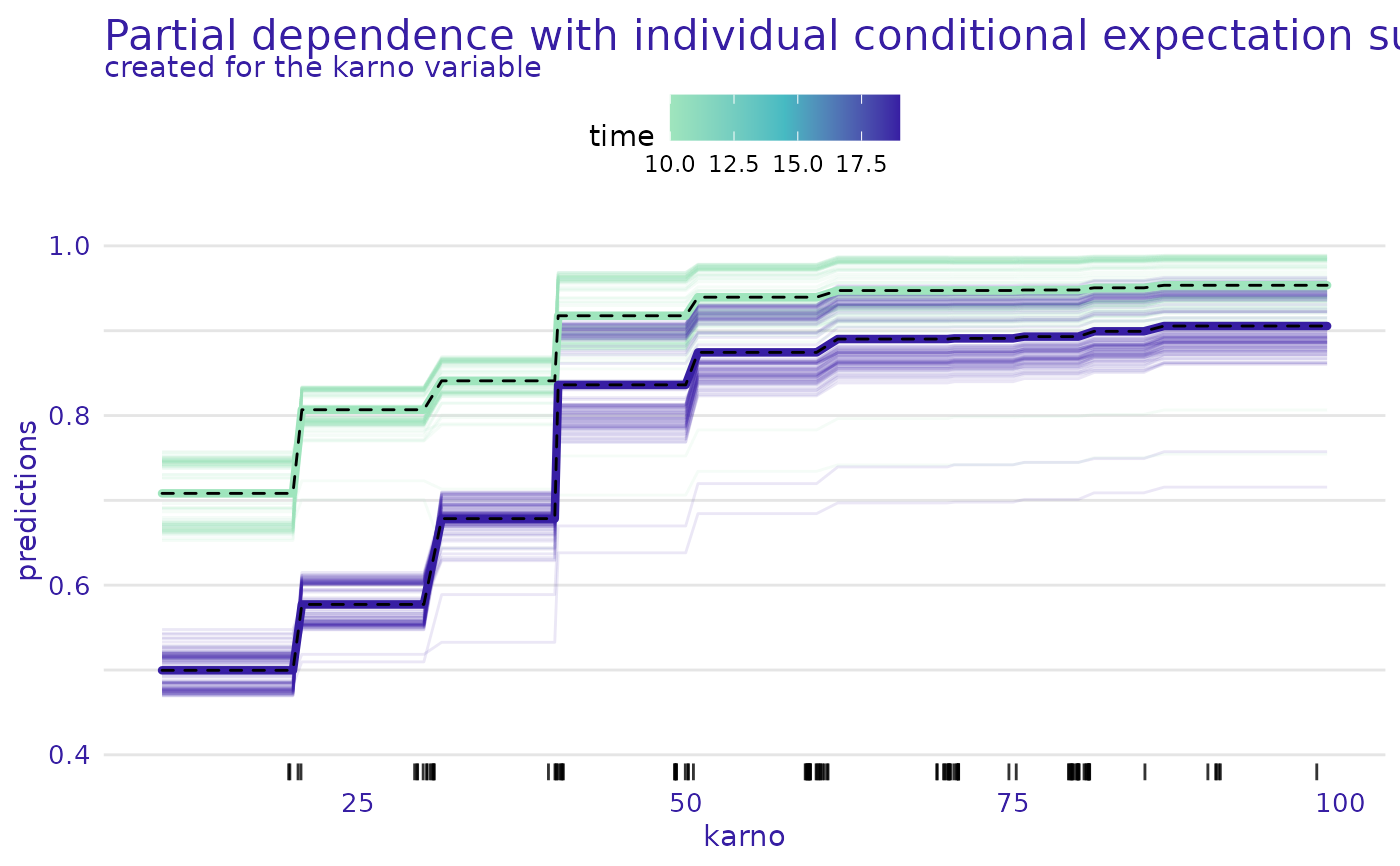 Partial dependence with individual conditional expectation su
created for the karno variable
time
10.0 12.5 15.0 17.5
1.0
0.8
0.6
0.4
predictions
25 50 75 100
karno